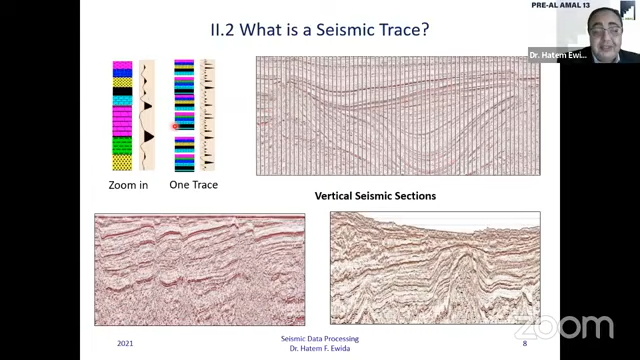 PRE-AL AMAL 13
II.2 What is a Seismic Trace?
Dr. Hatem Ewi...
Zoom in
One Trace
Vertical Seismic Sections
2021
Seismic Data Processing
Dr. Hatem F. Ewida
8
zoom